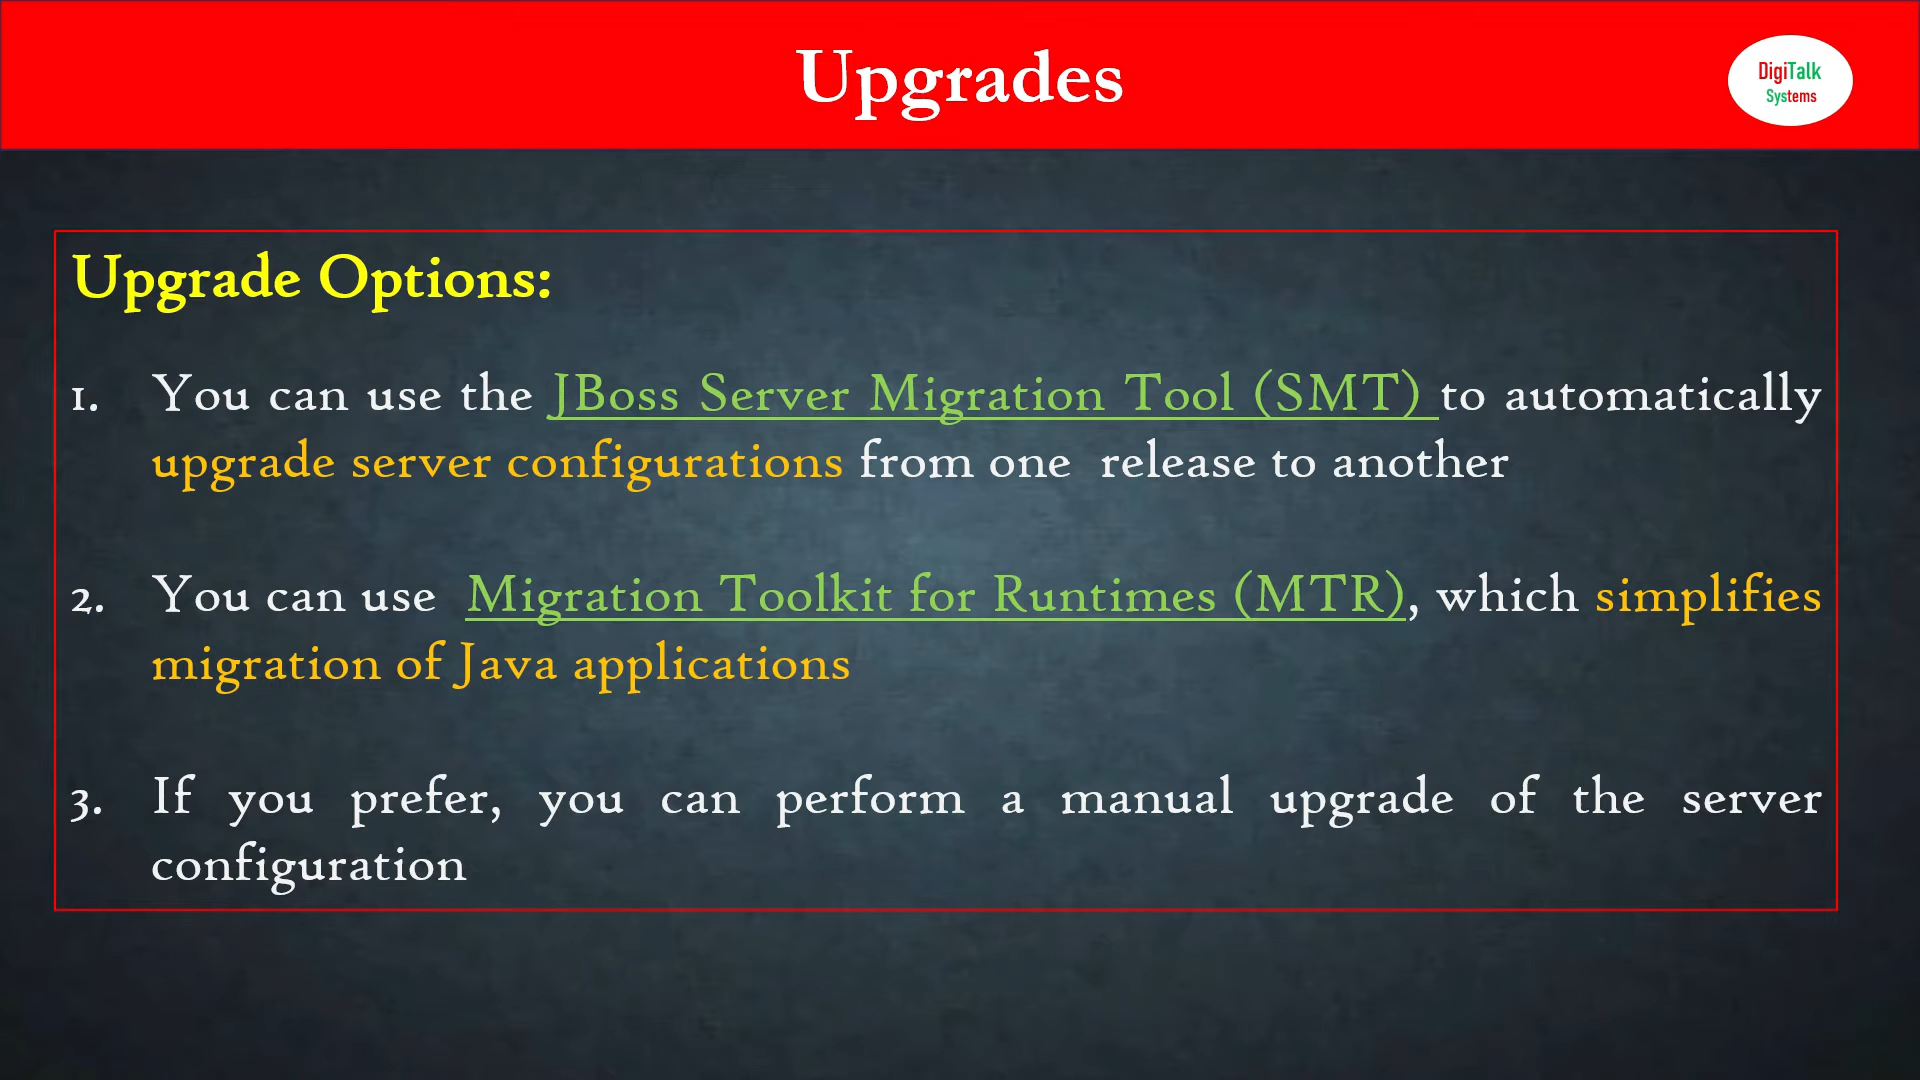 Upgrades
DigiTalk
Systems
Upgrade Options:
1. You can use the JBoss Server Migration Tool (SMT) to automatically
upgrade server configurations from one release to another
2. You can use Migration Toolkit for Runtimes (MTR), which simplifies
migration of Java applications
3. If you prefer, you can perform a manual upgrade of the server
configuration